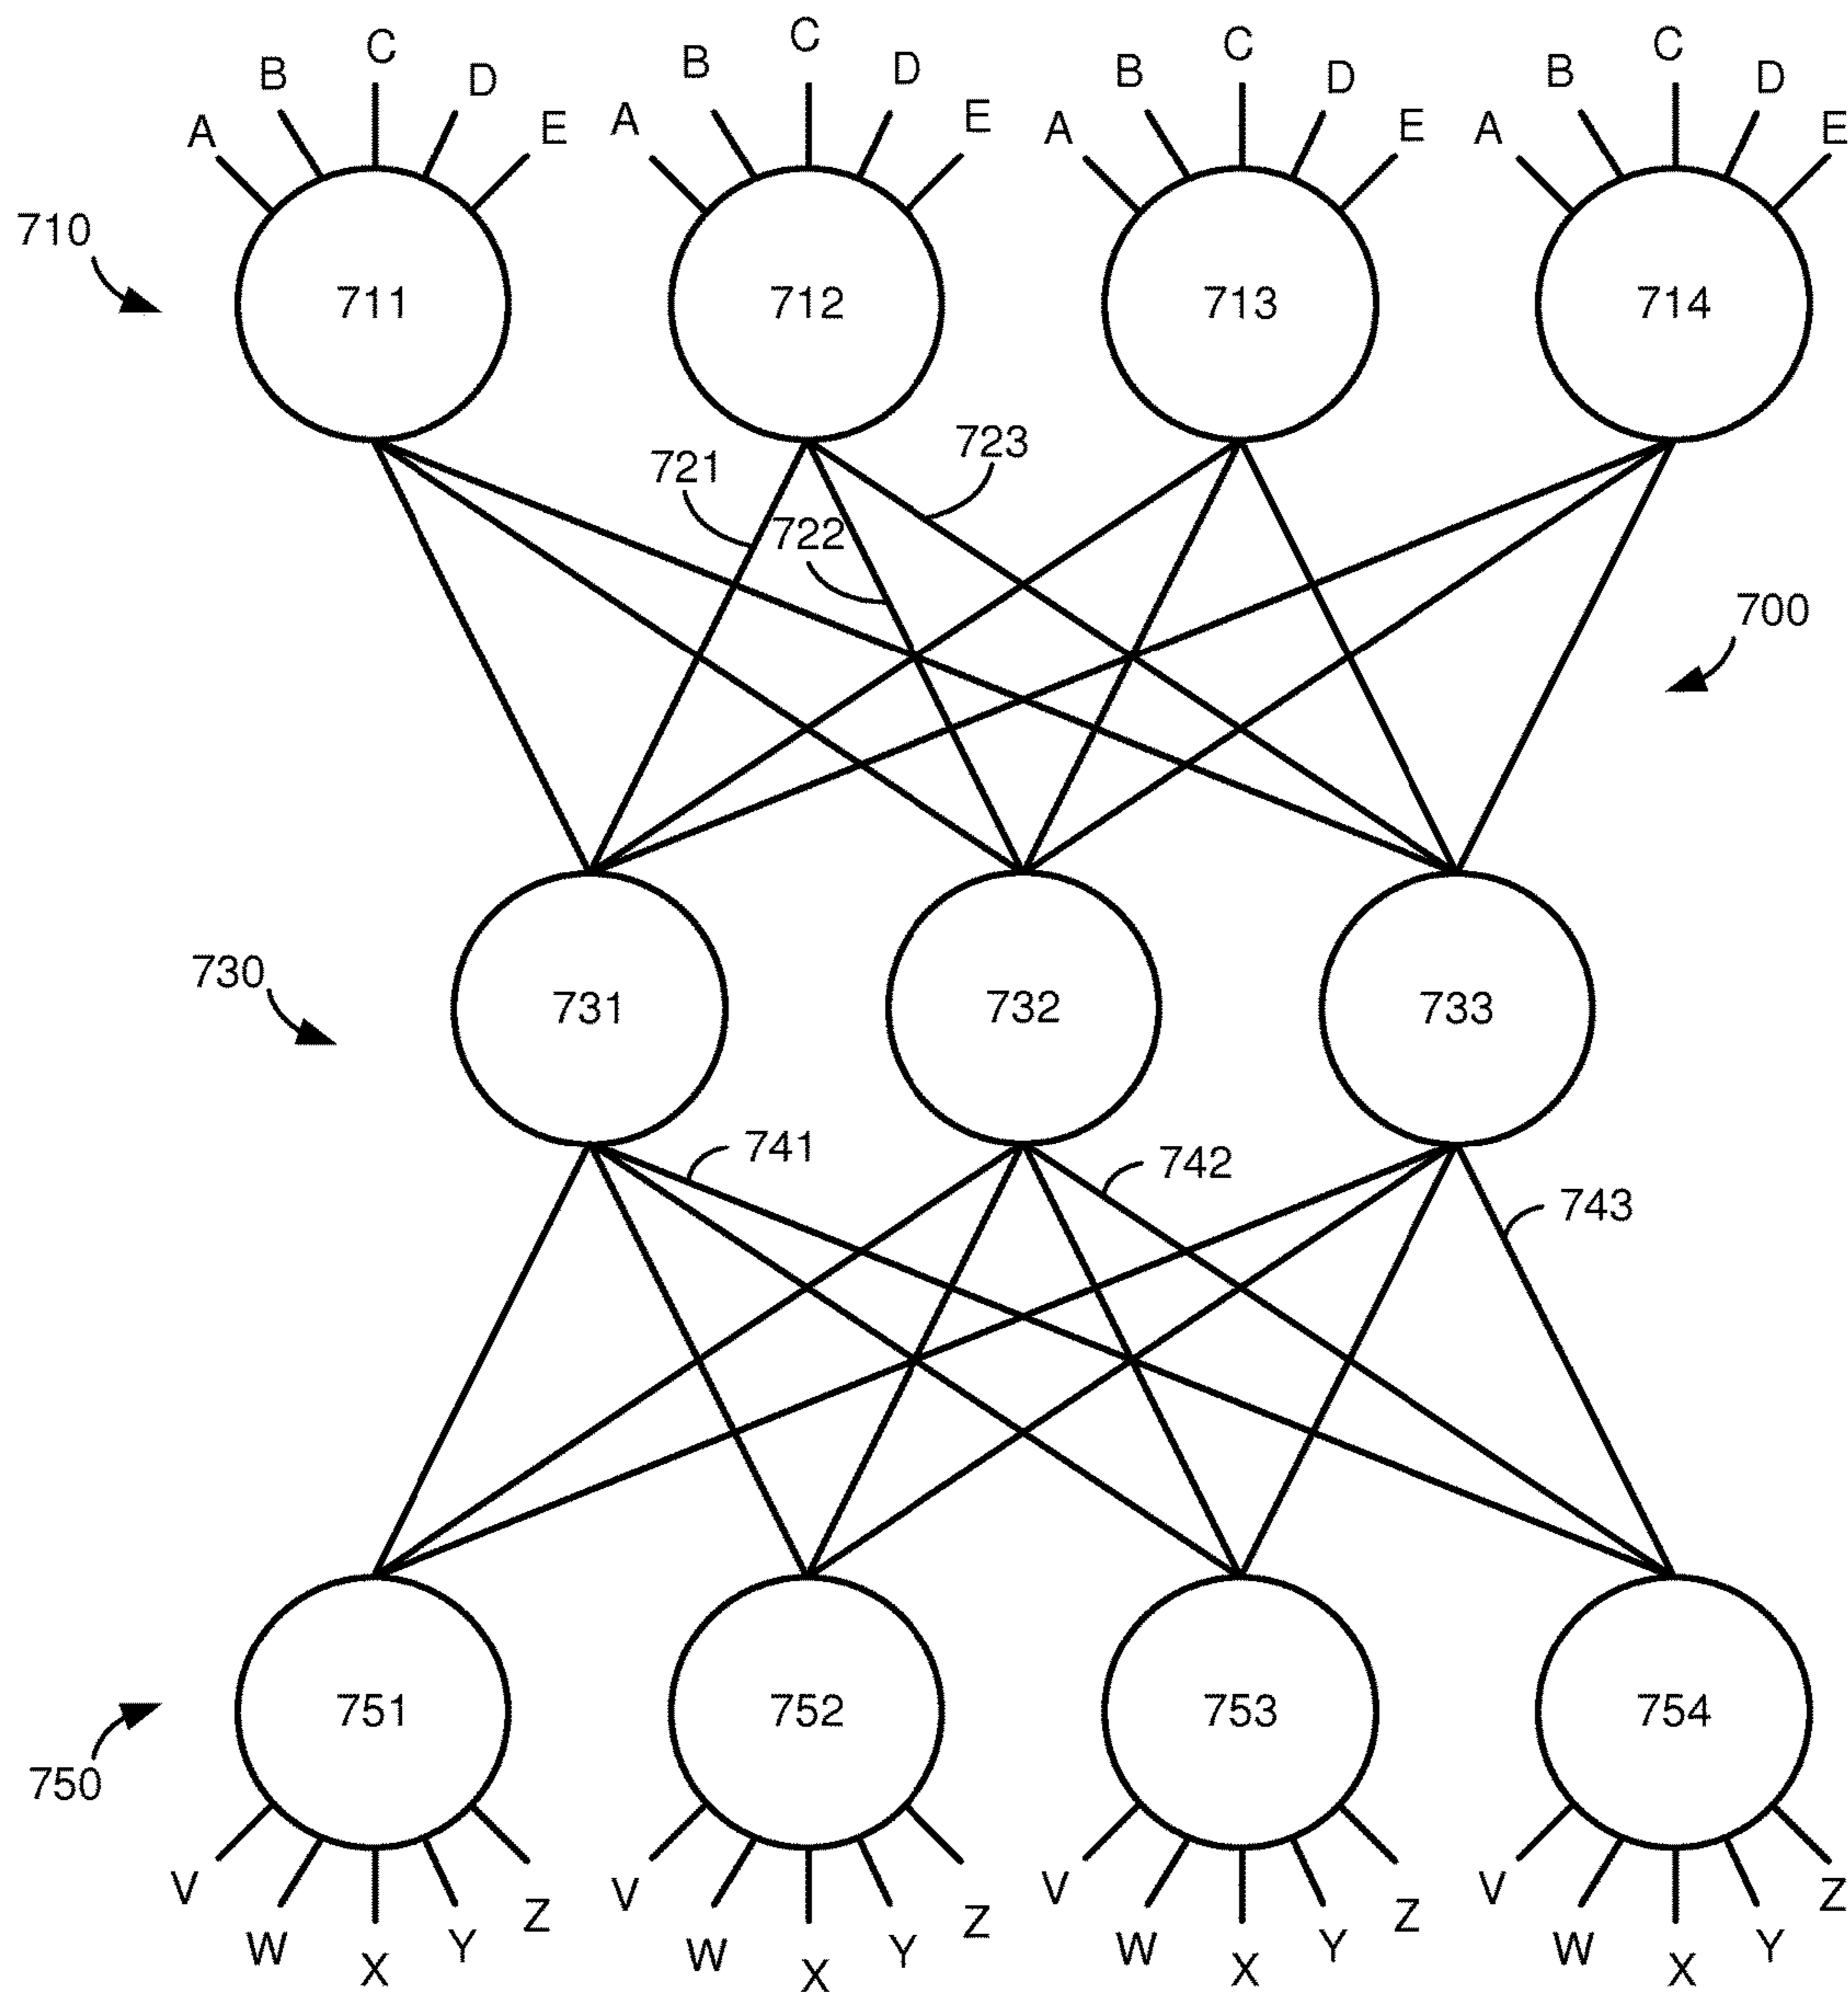 A B C D E A B C D E A B C D E A B C D E
710
711 712 713 714
721 722 723
700
730
731 732 733
741 742 743
751 752 753 754
750
V W X Y Z V W X Y Z V W X Y Z V W X Y Z